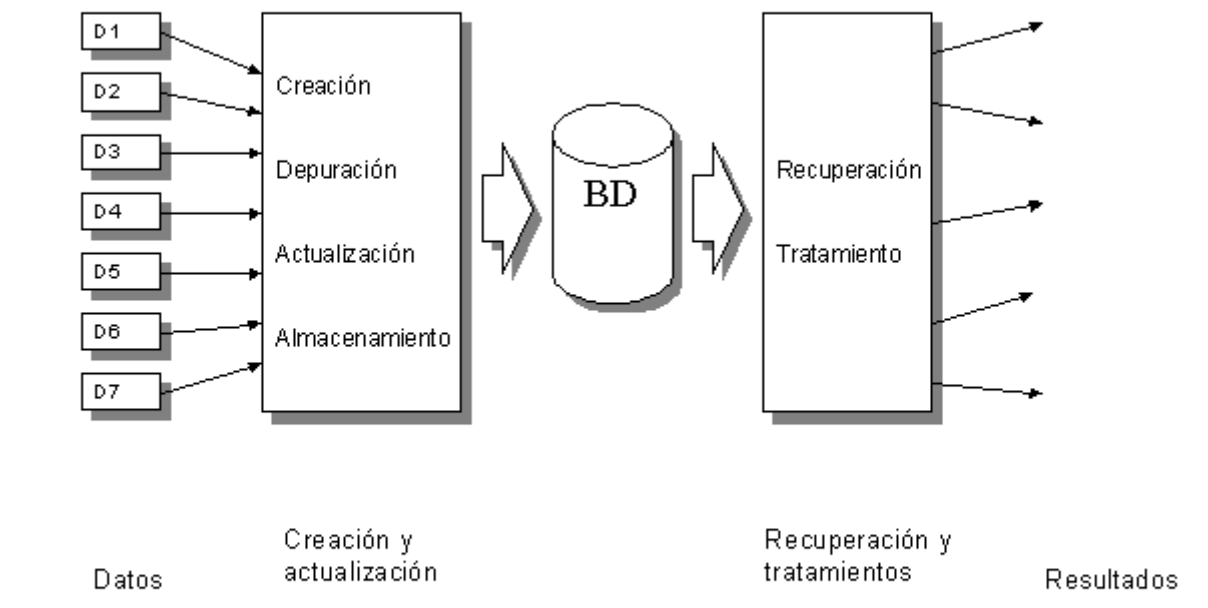 D1
D2
D3
D4
D5
D6
D7
Creación
Depuración
Actualización
Almacenamiento
BD
Recuperación
Tratamiento
Datos
Creación y
actualización
Recuperación y
tratamientos
Resultados